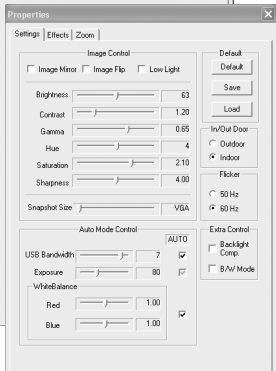 Properties
Settings Effects Zoom
Image Control
Image Mirror Image Flip Low Light
Brightness 63
Contrast 1.20
Gamma 0.65
Hue 4
Saturation 2.10
Sharpness 4.00
Snapshot Size VGA
Default
Default
Save
Load
In/Out Door
Outdoor
Indoor
Flicker
50 Hz
60 Hz
Auto Mode Control
AUTO
USB Bandwidth 7
Exposure 80
WhiteBalance
Red 1.00
Blue 1.00
Extra Control
Backlight
Comp.
B/W Mode